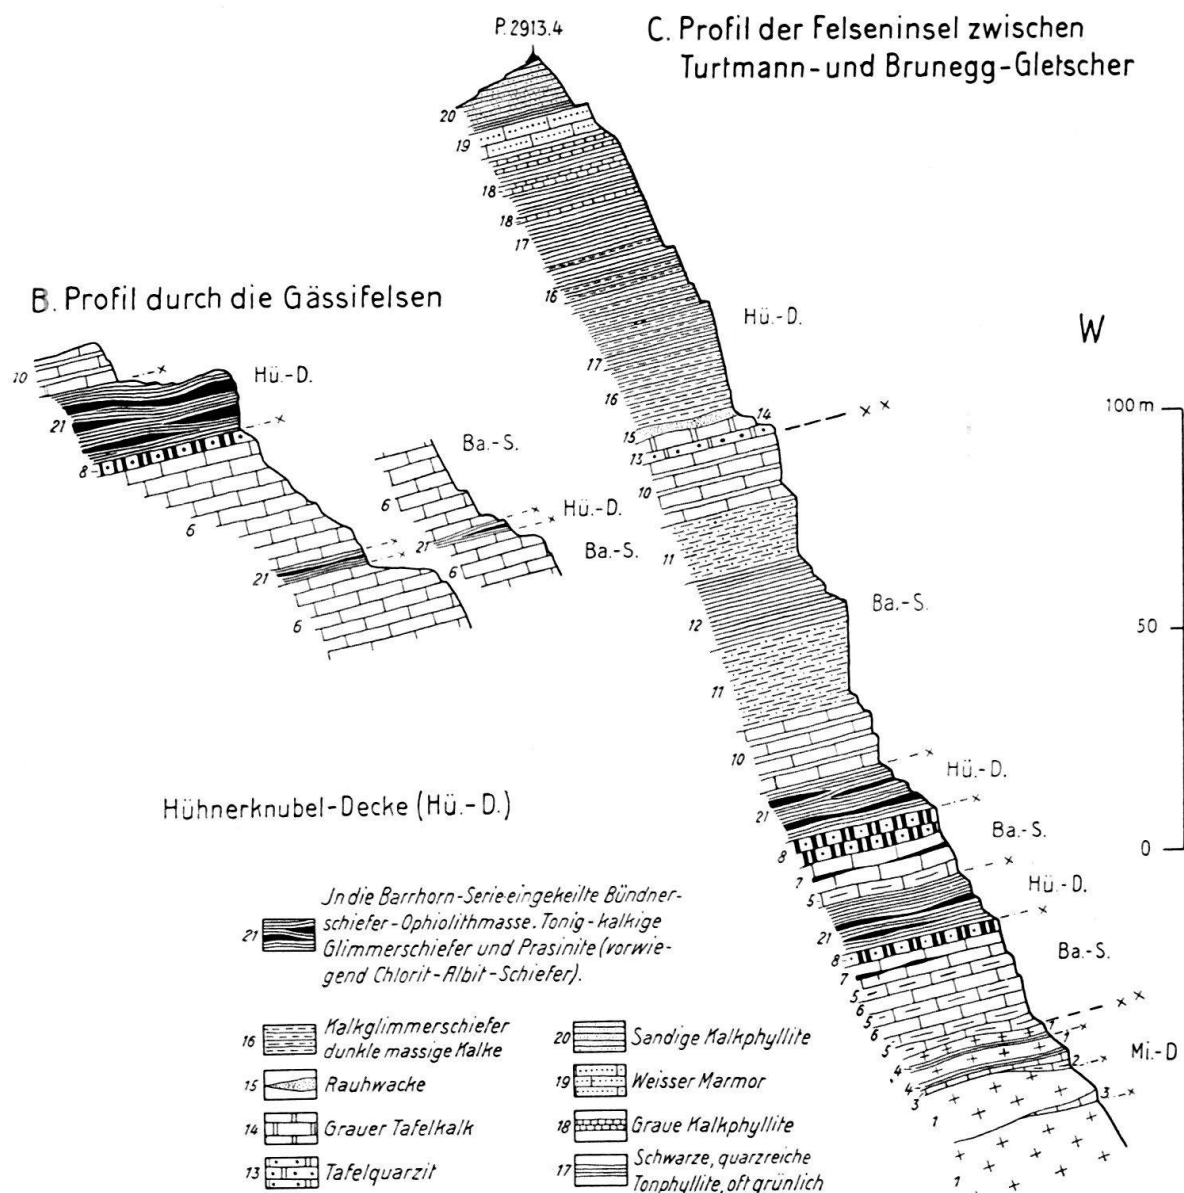 P. 2913.4
C. Profil der Felseninsel zwischen
Turtmann- und Brunegg-Gletscher
20
19
18
18
17
16
17
16
15
14
13
10
11
12
11
10
21
8
7
5
21
8
7
5
6
5
6
5
4
4
3
1
1
1
1
2
3
Hü.-D.
W
100 m
50
0
Ba.-S.
Hü.-D.
Ba.-S.
Hü.-D.
Ba.-S.
Mi.-D
B. Profil durch die Gässifelsen
10
21
8
6
21
6
Hü.-D.
Ba.-S.
6
Hü.-D.
21
Ba.-S.
6
Hühnerknubel-Decke (Hü.-D.)
21 Jn die Barrhorn-Serie eingekeilte Bündner-
schiefer-Ophiolithmasse. Tonig-kalkige
Glimmerschiefer und Prasinite (vorwie-
gend Chlorit-Albit-Schiefer).
16 Kalkglimmerschiefer
dunkle massige Kalke
15 Rauhwacke
14 Grauer Tafelkalk
13 Tafelquarzit
20 Sandige Kalkphyllite
19 Weisser Marmor
18 Graue Kalkphyllite
17 Schwarze, quarzreiche
Tonphyllite, oft grünlich